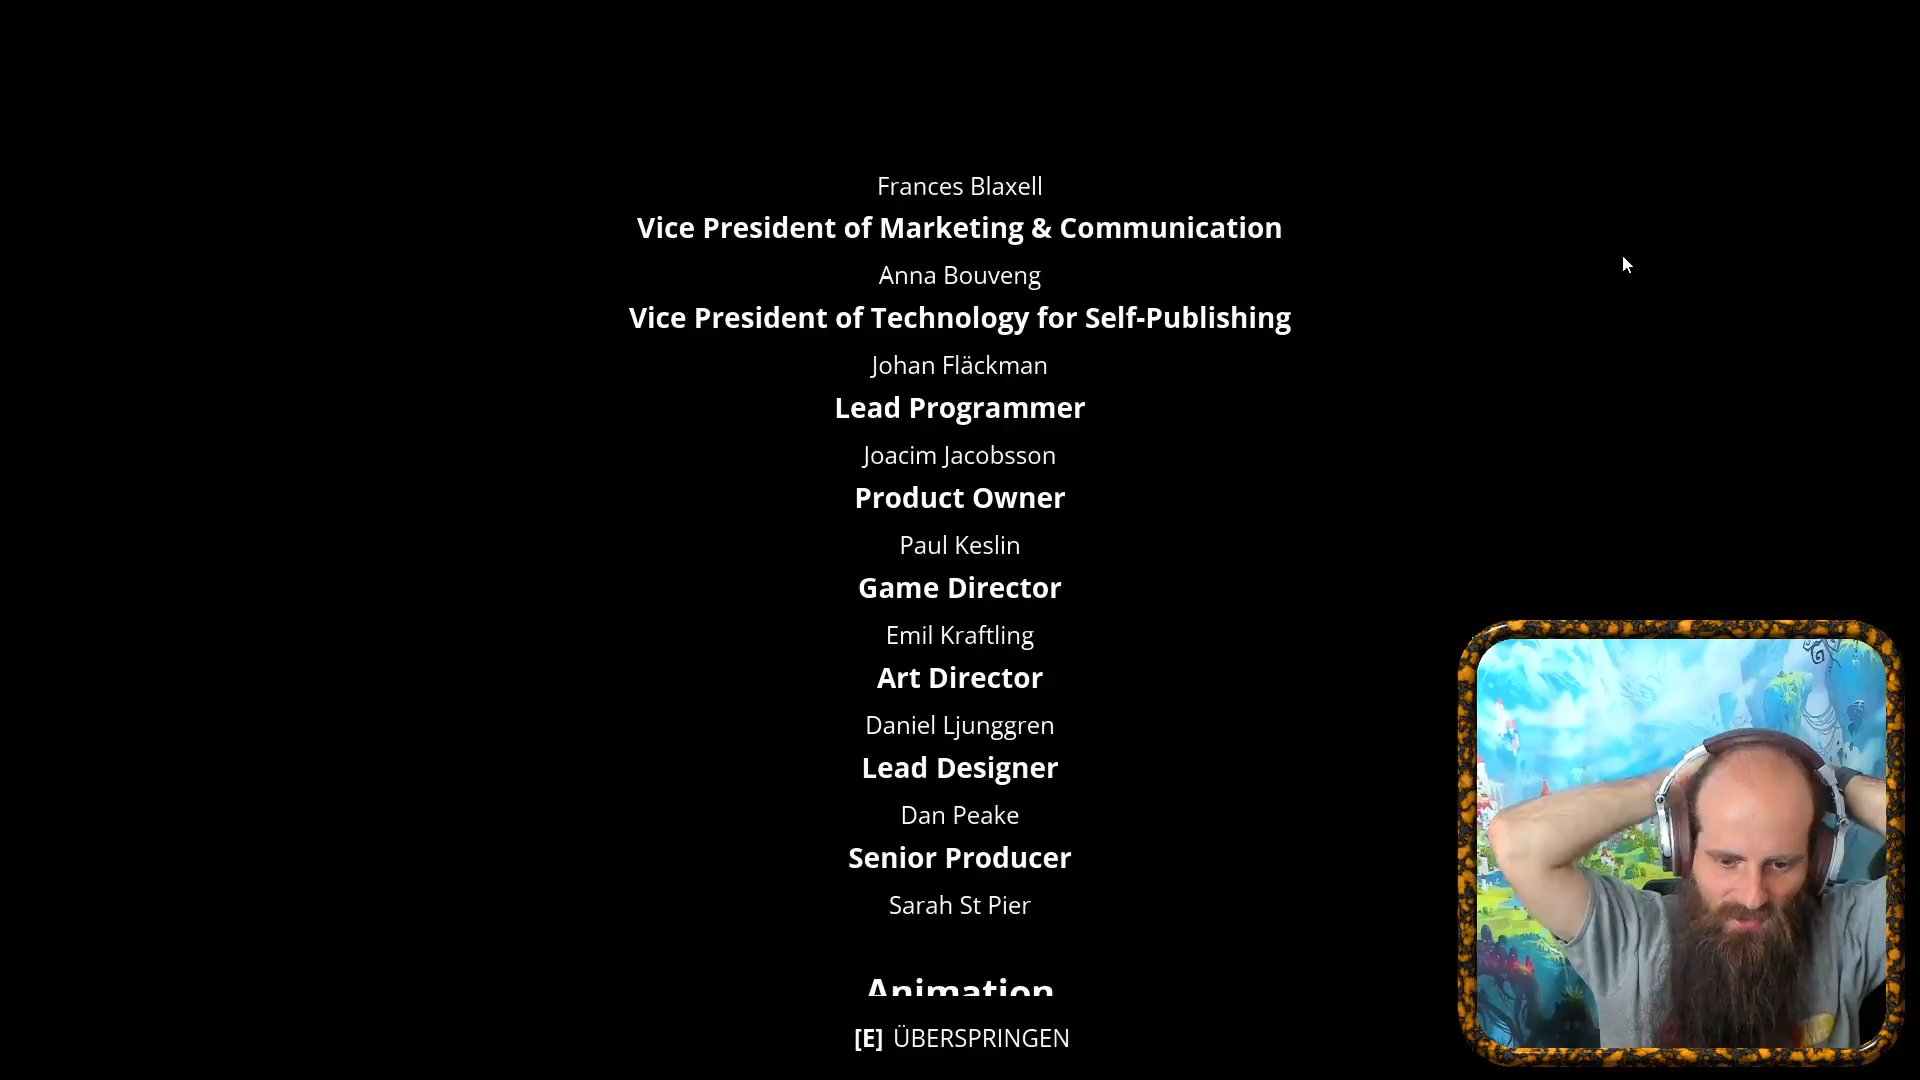 Frances Blaxell
Vice President of Marketing & Communication
Anna Bouveng
Vice President of Technology for Self-Publishing
Johan Fläckman
Lead Programmer
Joacim Jacobsson
Product Owner
Paul Keslin
Game Director
Emil Kraftling
Art Director
Daniel Ljunggren
Lead Designer
Dan Peake
Senior Producer
Sarah St Pier
Animation
[E] ÜBERSPRINGEN